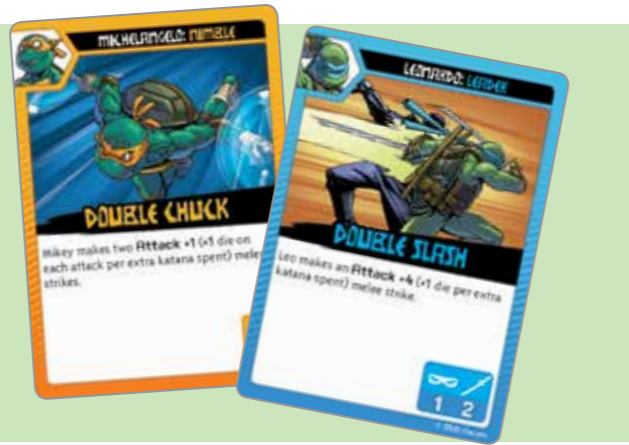 MICHELANGELO: NIMBLE
DOUBLE CHUCK
Mikey makes two Attack +1 (+1 die on
each attack per extra katana spent) melee
strikes.
LEONARDO: LEADER
DOUBLE SLASH
Leo makes an Attack +4 (+1 die per extra
katana spent) melee strike.
1 2